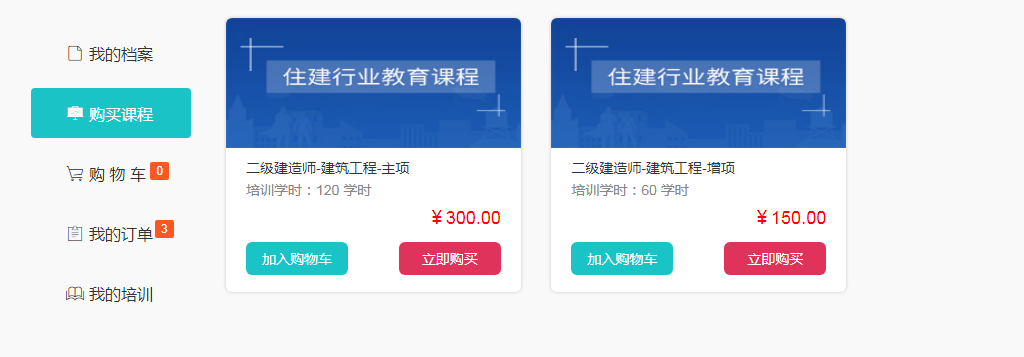 我的档案
购买课程
购 物 车 0
我的订单 3
我的培训
住建行业教育课程
二级建造师-建筑工程-主项
培训学时：120 学时
¥ 300.00
加入购物车 立即购买
住建行业教育课程
二级建造师-建筑工程-增项
培训学时：60 学时
¥ 150.00
加入购物车 立即购买